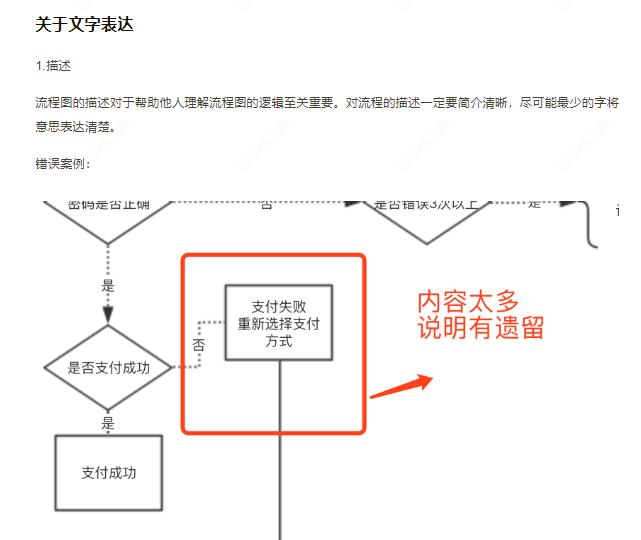 关于文字表达
1.描述
流程图的描述对于帮助他人理解流程图的逻辑至关重要。对流程的描述一定要简介清晰，尽可能最少的字将
意思表达清楚。
错误案例：
密码是否正确
否
是否错误3次以上
是
是
支付失败
重新选择支付
方式
内容太多
说明有遗留
否
是否支付成功
是
支付成功
17045728
17045728
17045728